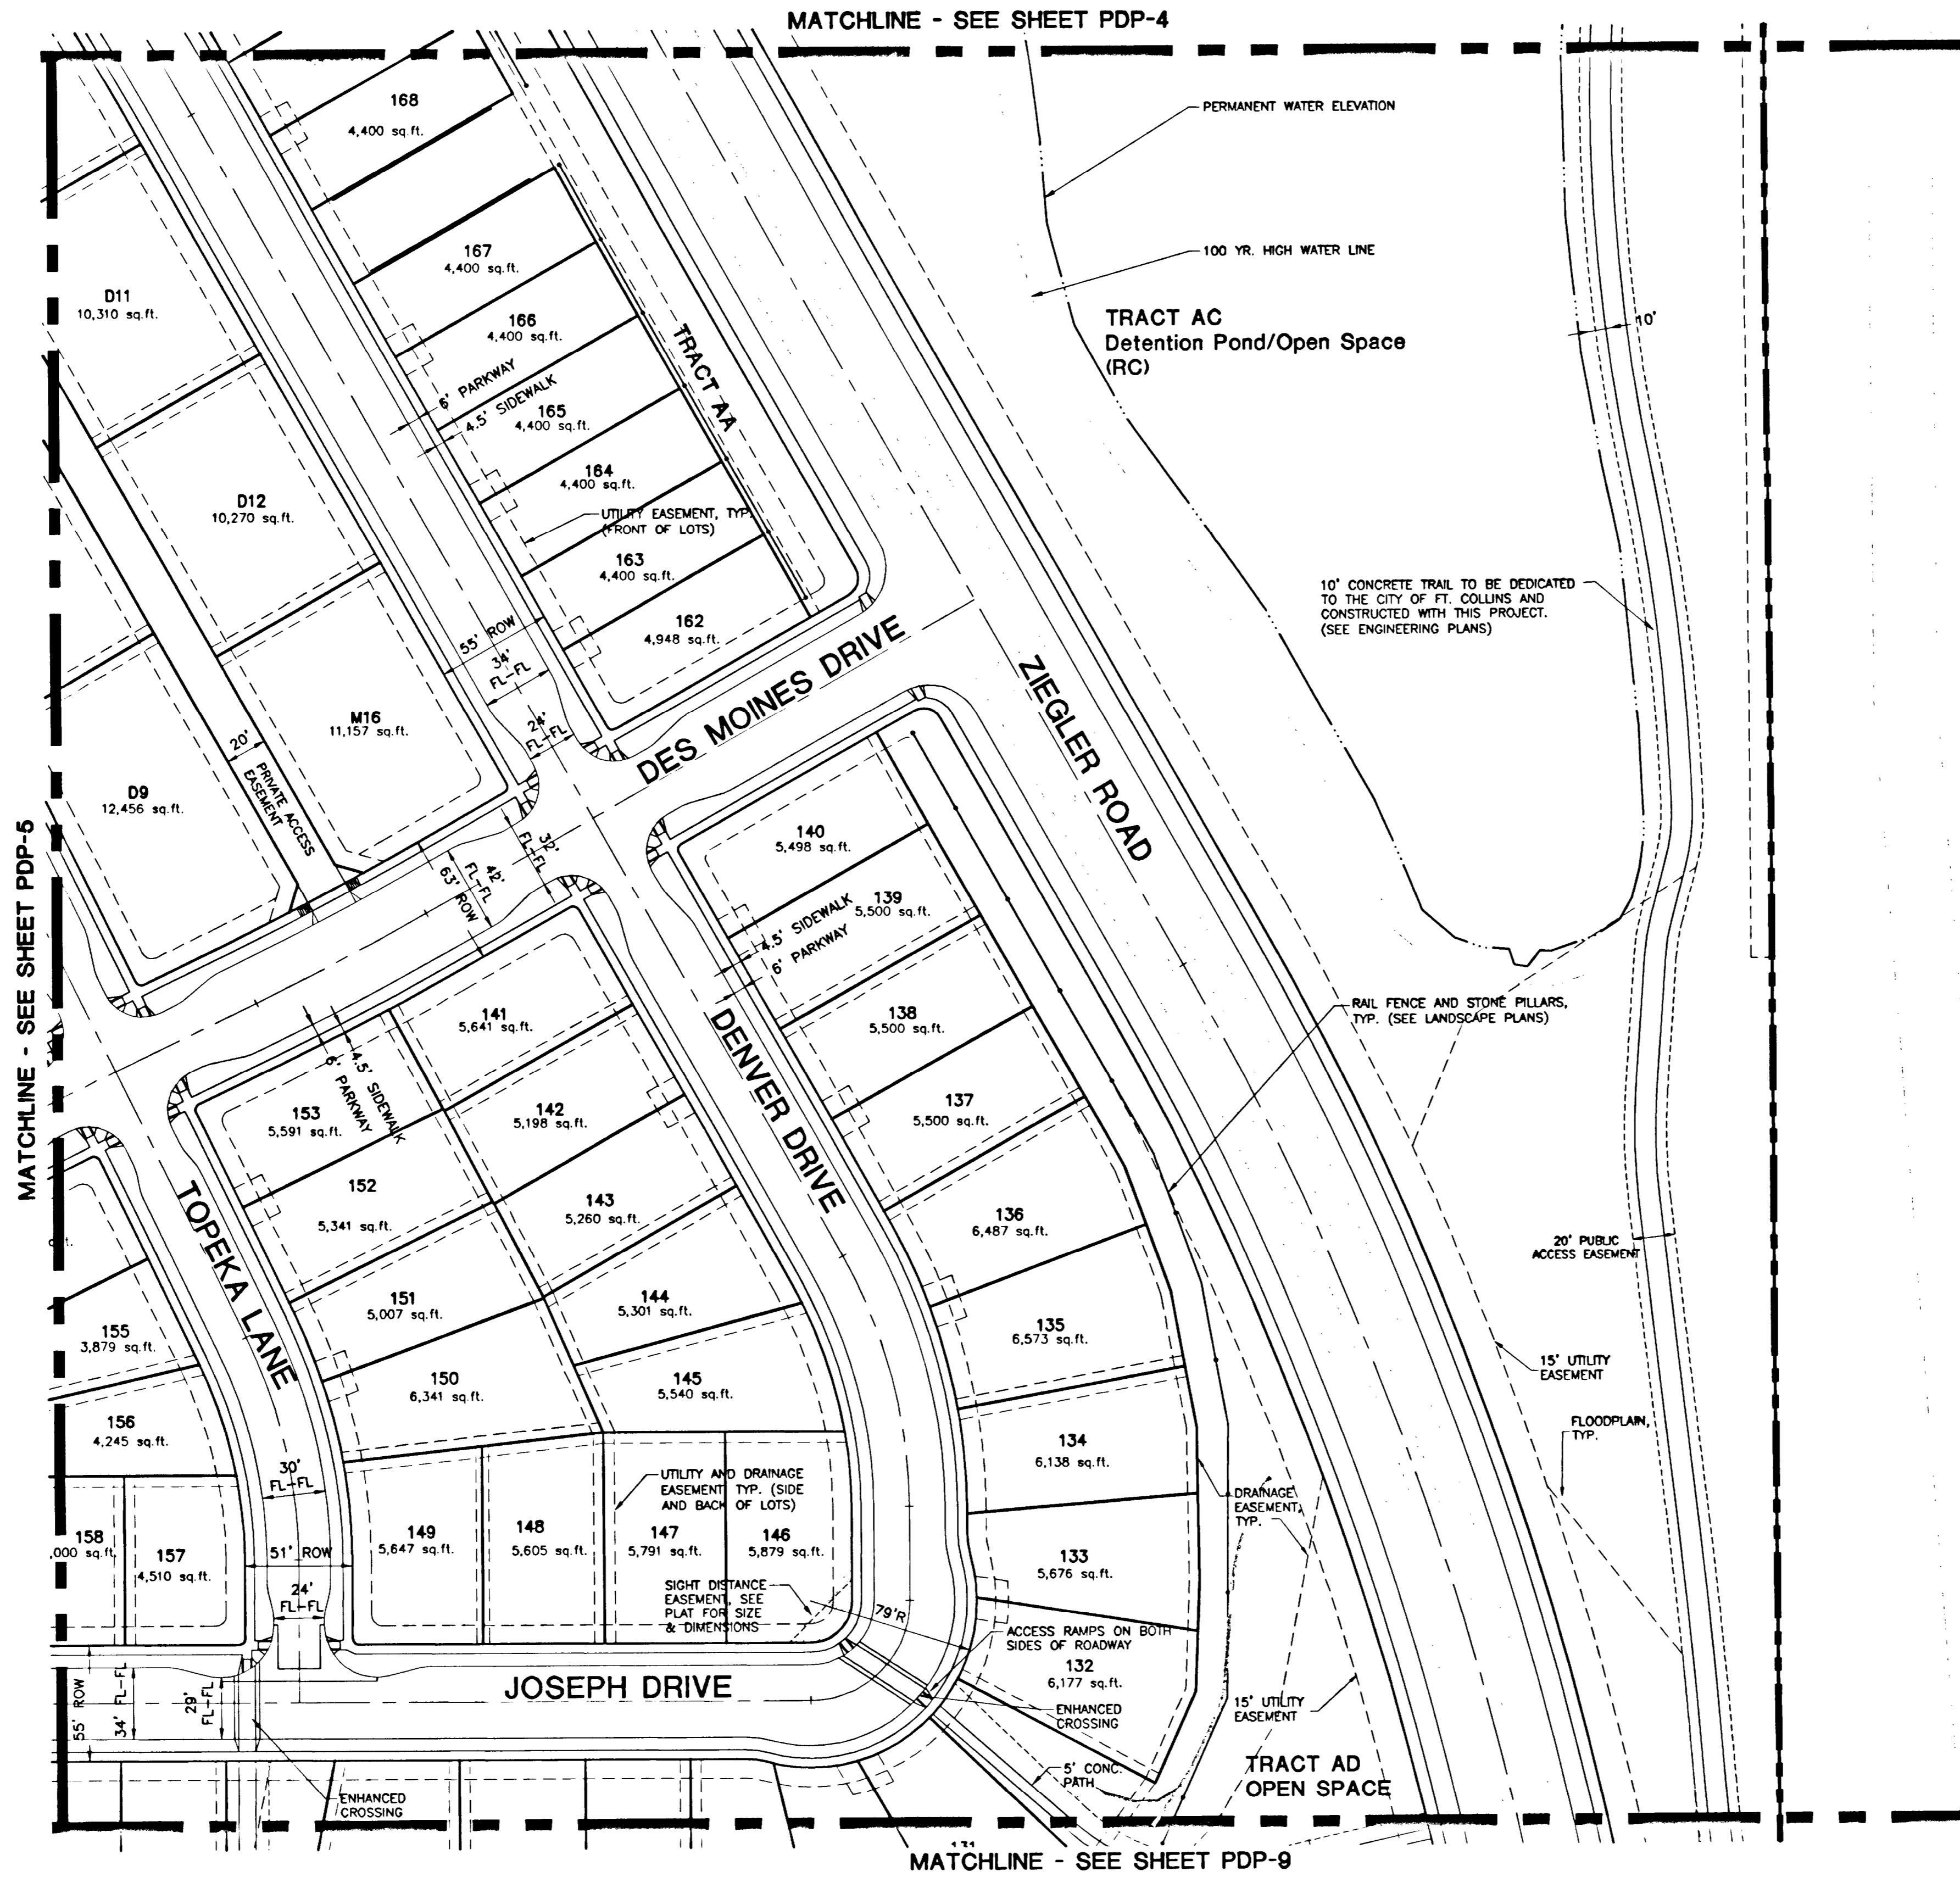 MATCHLINE - SEE SHEET PDP-4
168
4,400 sq.ft.
PERMANENT WATER ELEVATION
167
4,400 sq.ft.
100 YR. HIGH WATER LINE
D11
10,310 sq.ft.
TRACT AC
Detention Pond/Open Space
(RC)
10'
166
4,400 sq.ft.
TRACT AA
6' PARKWAY
4.5' SIDEWALK
165
4,400 sq.ft.
164
4,400 sq.ft.
D12
10,270 sq.ft.
UTILITY EASEMENT, TYP.
(FRONT OF LOTS)
163
4,400 sq.ft.
10' CONCRETE TRAIL TO BE DEDICATED
TO THE CITY OF FT. COLLINS AND
CONSTRUCTED WITH THIS PROJECT.
(SEE ENGINEERING PLANS)
162
4,948 sq.ft.
55' ROW
34'
FL-FL
24'
FL-FL
DES MOINES DRIVE
ZIEGLER ROAD
M16
11,157 sq.ft.
20'
PRIVATE ACCESS
EASEMENT
D9
12,456 sq.ft.
MATCHLINE - SEE SHEET PDP-5
32'
FL-FL
42'
FL-FL
63' ROW
140
5,498 sq.ft.
139
5,500 sq.ft.
4.5' SIDEWALK
6' PARKWAY
138
5,500 sq.ft.
RAIL FENCE AND STONE PILLARS,
TYP. (SEE LANDSCAPE PLANS)
141
5,641 sq.ft.
DENVER DRIVE
4.5' SIDEWALK
6' PARKWAY
153
5,591 sq.ft.
142
5,198 sq.ft.
137
5,500 sq.ft.
152
5,341 sq.ft.
143
5,260 sq.ft.
136
6,487 sq.ft.
TOPEKA LANE
20' PUBLIC
ACCESS EASEMENT
151
5,007 sq.ft.
144
5,301 sq.ft.
135
6,573 sq.ft.
155
3,879 sq.ft.
15' UTILITY
EASEMENT
150
6,341 sq.ft.
145
5,540 sq.ft.
156
4,245 sq.ft.
FLOODPLAIN,
TYP.
134
6,138 sq.ft.
30'
FL-FL
UTILITY AND DRAINAGE
EASEMENT TYP. (SIDE
AND BACK OF LOTS)
DRAINAGE
EASEMENT,
TYP.
158
,000 sq.ft.
157
4,510 sq.ft.
149
5,647 sq.ft.
148
5,605 sq.ft.
147
5,791 sq.ft.
146
5,879 sq.ft.
51' ROW
133
5,676 sq.ft.
24'
FL-FL
SIGHT DISTANCE
EASEMENT, SEE
PLAT FOR SIZE
& DIMENSIONS
79'R
ACCESS RAMPS ON BOTH
SIDES OF ROADWAY
132
6,177 sq.ft.
JOSEPH DRIVE
55' ROW
34' FL-FL
29'
FL-FL
ENHANCED
CROSSING
15' UTILITY
EASEMENT
5' CONC.
PATH
TRACT AD
OPEN SPACE
ENHANCED
CROSSING
131
MATCHLINE - SEE SHEET PDP-9